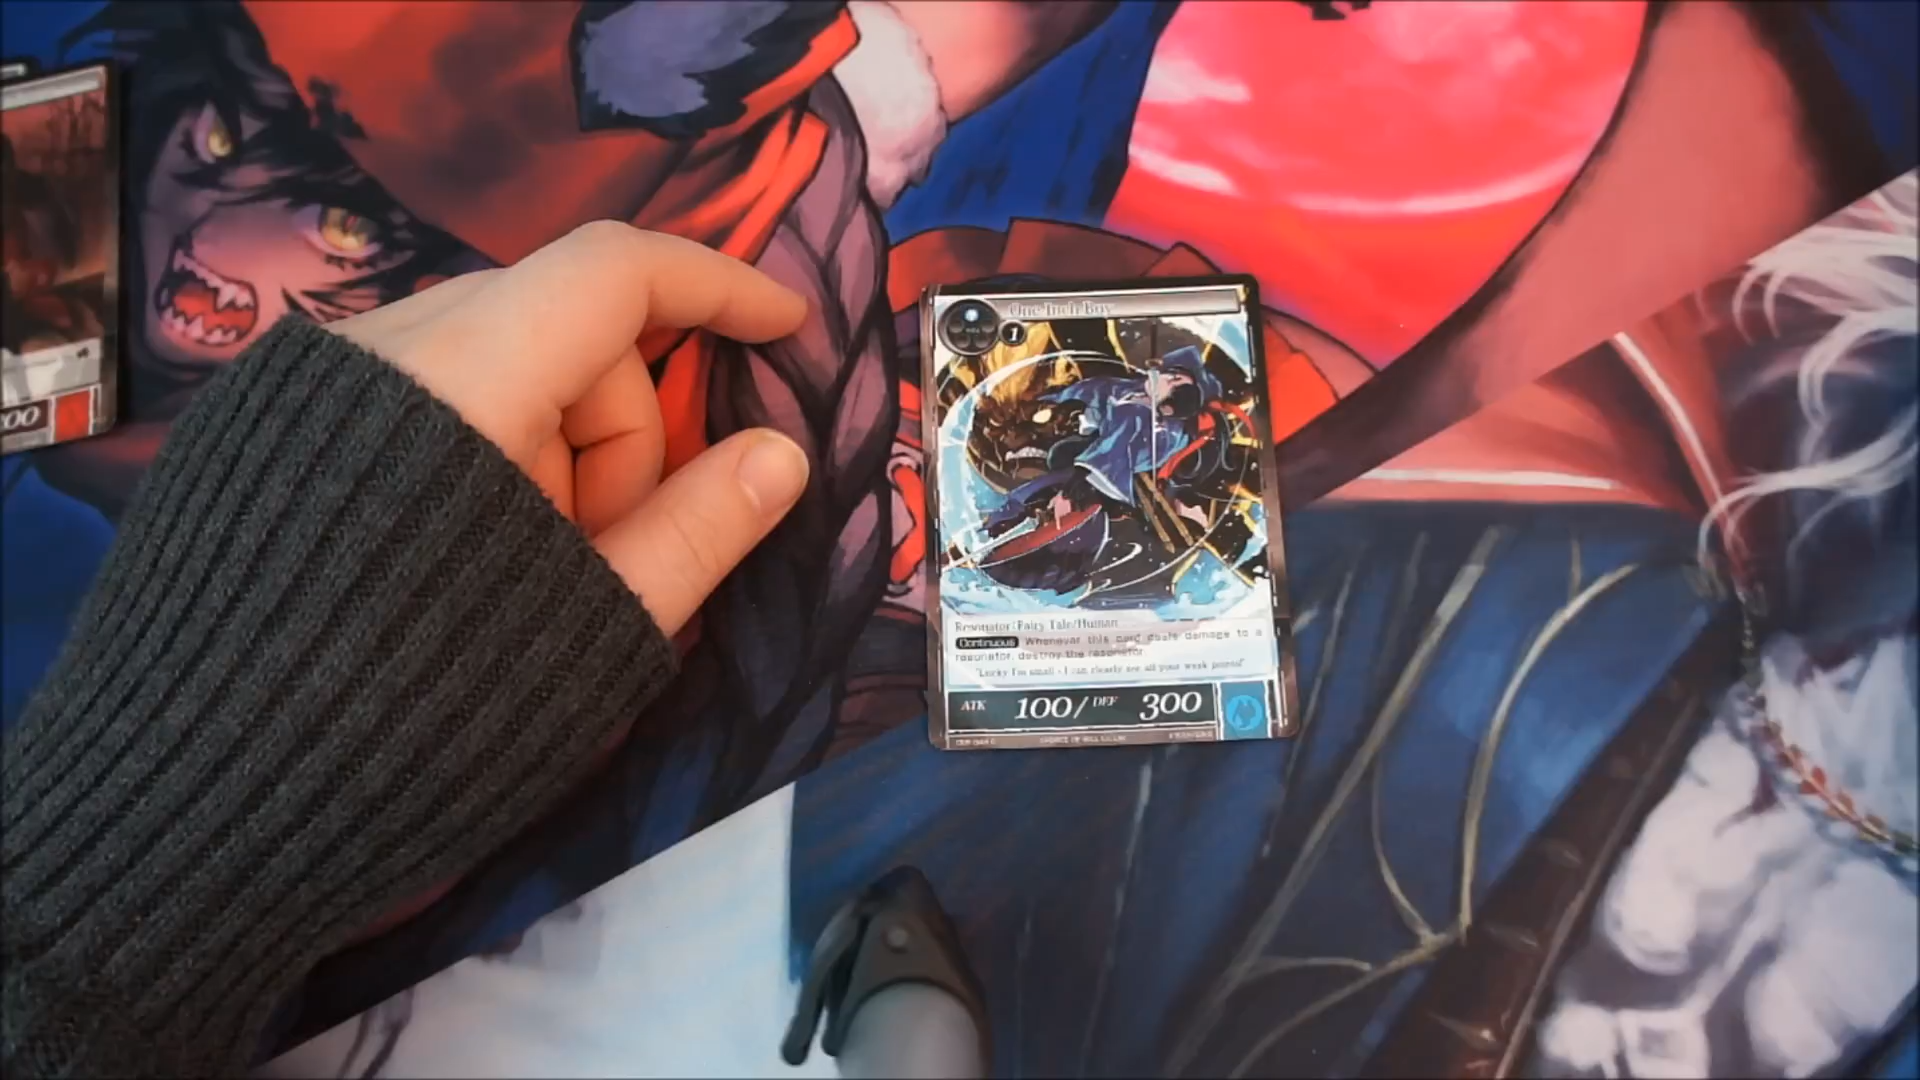 One-Inch Boy
1
Resonator: Fairy Tale/Human
Continuous Whenever this card deals damage to a
resonator, destroy the resonator.
"Lucky I'm small - I can clearly see all your weak points!"
ATK 100/ DEF 300
00